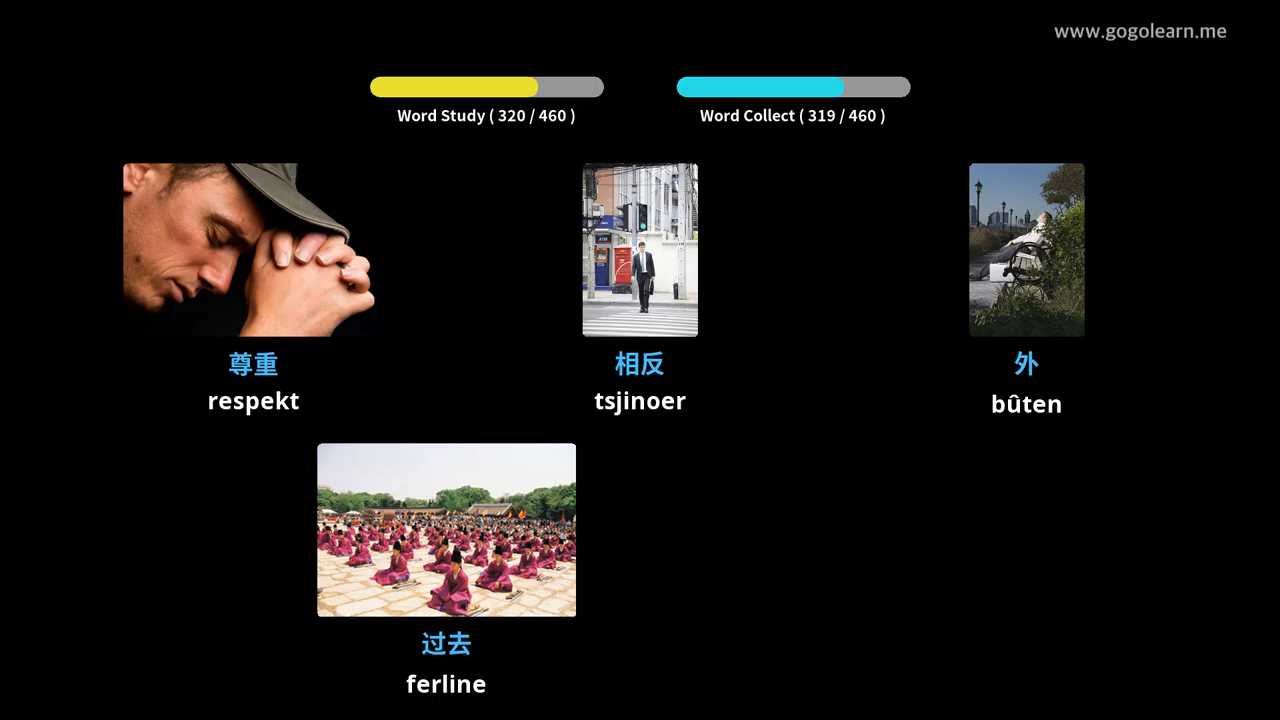 www.gogolearn.me
Word Study ( 320 / 460 )
Word Collect ( 319 / 460 )
尊重
respekt
相反
tsjinoer
外
bûten
过去
ferline